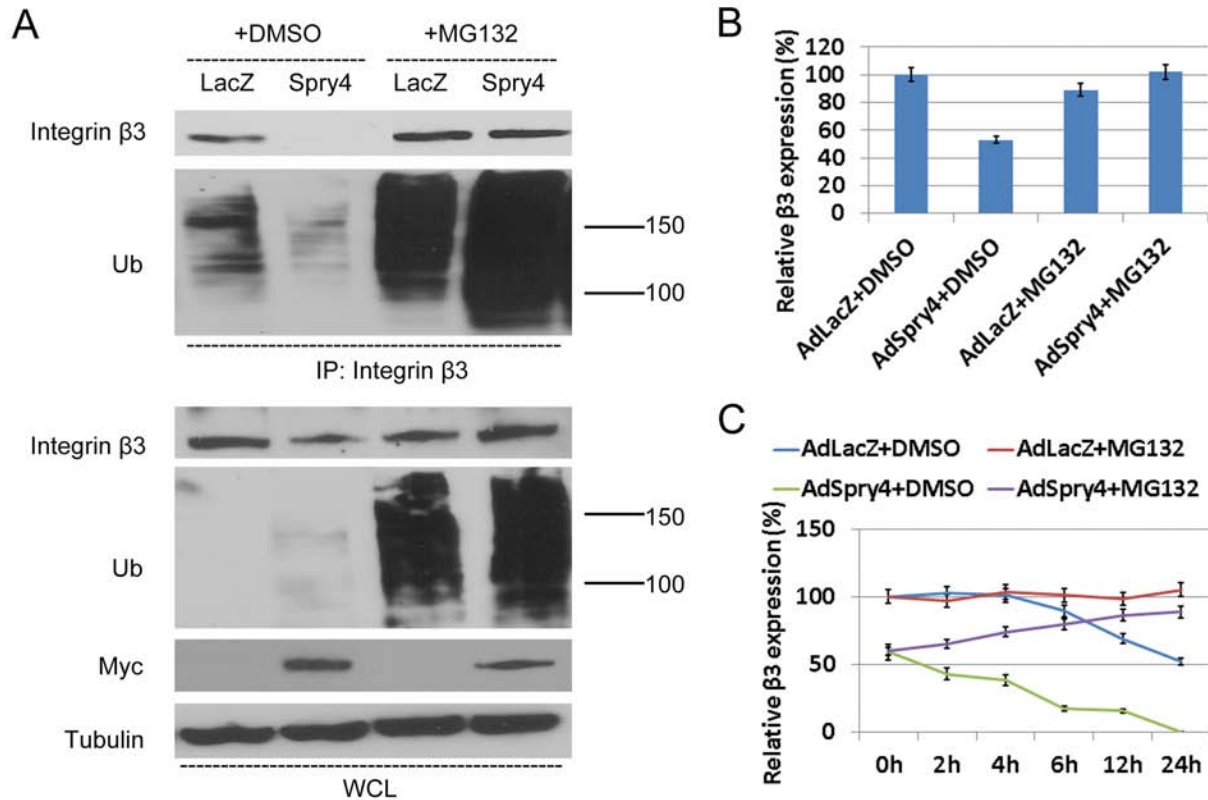 A
+DMSO +MG132
LacZ Spry4 LacZ Spry4
Integrin β3
Ub
150
100
IP: Integrin β3
Integrin β3
Ub
150
100
Myc
Tubulin
WCL
B
Relative β3 expression (%)
120
100
80
60
40
20
0
AdLacZ+DMSO
AdSpry4+DMSO
AdLacZ+MG132
AdSpry4+MG132
C
AdLacZ+DMSO AdLacZ+MG132
AdSpry4+DMSO AdSpry4+MG132
Relative β3 expression (%)
150
100
50
0
0h 2h 4h 6h 12h 24h